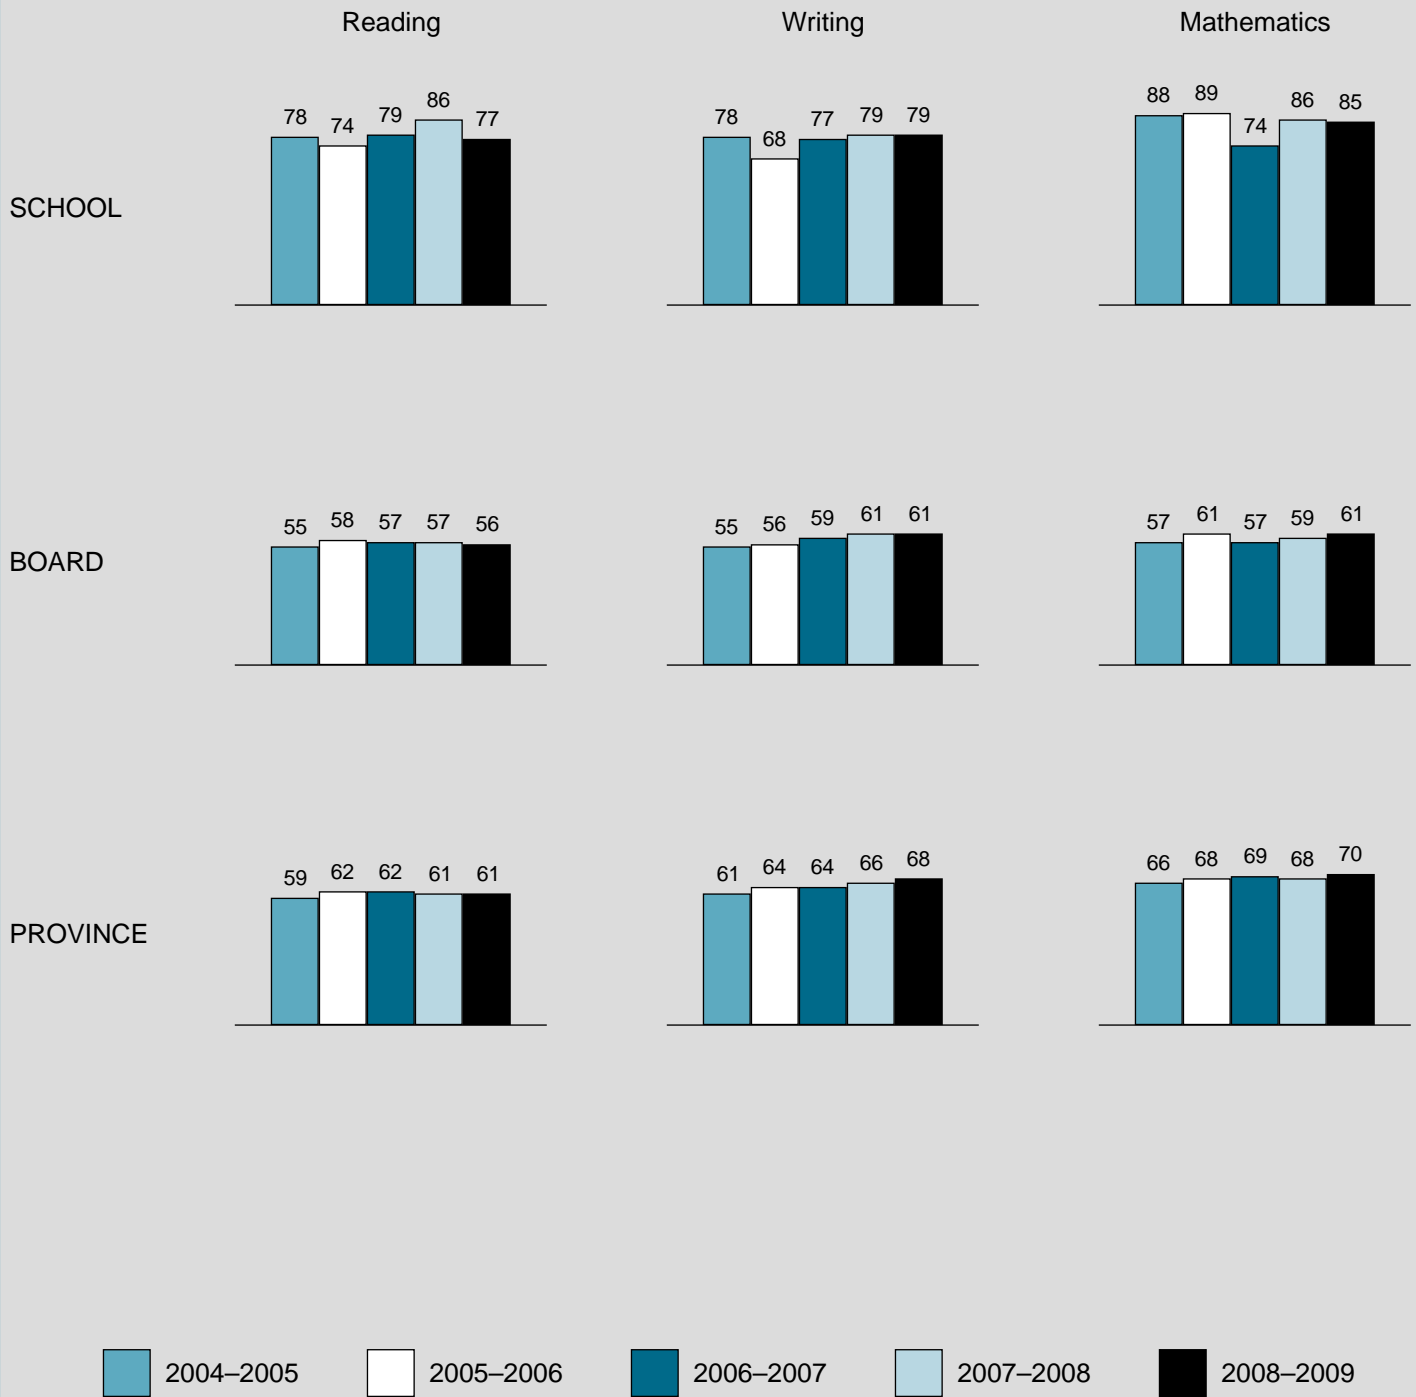 Reading Writing Mathematics
SCHOOL
78 74 79 86 77
78 68 77 79 79
88 89 74 86 85
BOARD
55 58 57 57 56
55 56 59 61 61
57 61 57 59 61
PROVINCE
59 62 62 61 61
61 64 64 66 68
66 68 69 68 70
2004–2005 2005–2006 2006–2007 2007–2008 2008–2009